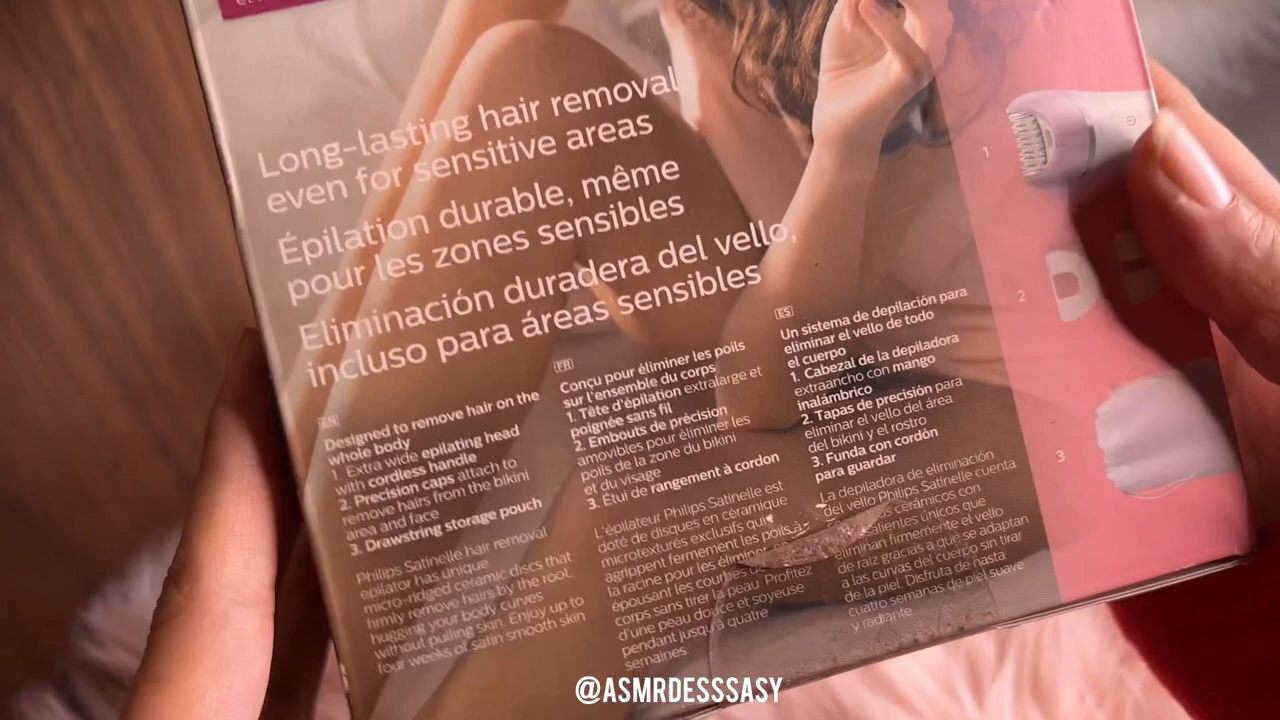 Long-lasting hair removal,
even for sensitive areas
Épilation durable, même
pour les zones sensibles
Eliminación duradera del vello,
incluso para áreas sensibles
EN
Designed to remove hair on the
whole body
1. Extra wide epilating head
with cordless handle
2. Precision caps attach to
remove hairs from the bikini
area and face
3. Drawstring storage pouch
Philips Satinelle hair removal
epilator has unique
micro-ridged ceramic discs that
firmly remove hairs by the root,
hugging your body curves
without pulling skin. Enjoy up to
four weeks of satin smooth skin
FR
Conçu pour éliminer les poils
sur l'ensemble du corps
1. Tête d'épilation extralarge et
poignée sans fil
2. Embouts de précision
amovibles pour éliminer les
poils de la zone du bikini
et du visage
3. Étui de rangement à cordon
L'épilateur Philips Satinelle est
doté de disques en céramique
microtexturés exclusifs qui
agrippent fermement les poils à
la racine pour les éliminer
épousant les courbes de
corps sans tirer la peau. Profitez
d'une peau douce et soyeuse
pendant jusqu'à quatre
semaines
ES
Un sistema de depilación para
eliminar el vello de todo
el cuerpo
1. Cabezal de la depiladora
extraancho con mango
inalámbrico
2. Tapas de precisión para
eliminar el vello del área
del bikini y el rostro
3. Funda con cordón
para guardar
La depiladora de eliminación
del vello Philips Satinelle cuenta
cerámicos con
salientes únicos que
eliminan firmemente el vello
de raíz gracias a que se adaptan
a las curvas del cuerpo sin tirar
de la piel. Disfruta de hasta
cuatro semanas de piel suave
y radiante
1
2
3
@ASMRDESSSASY